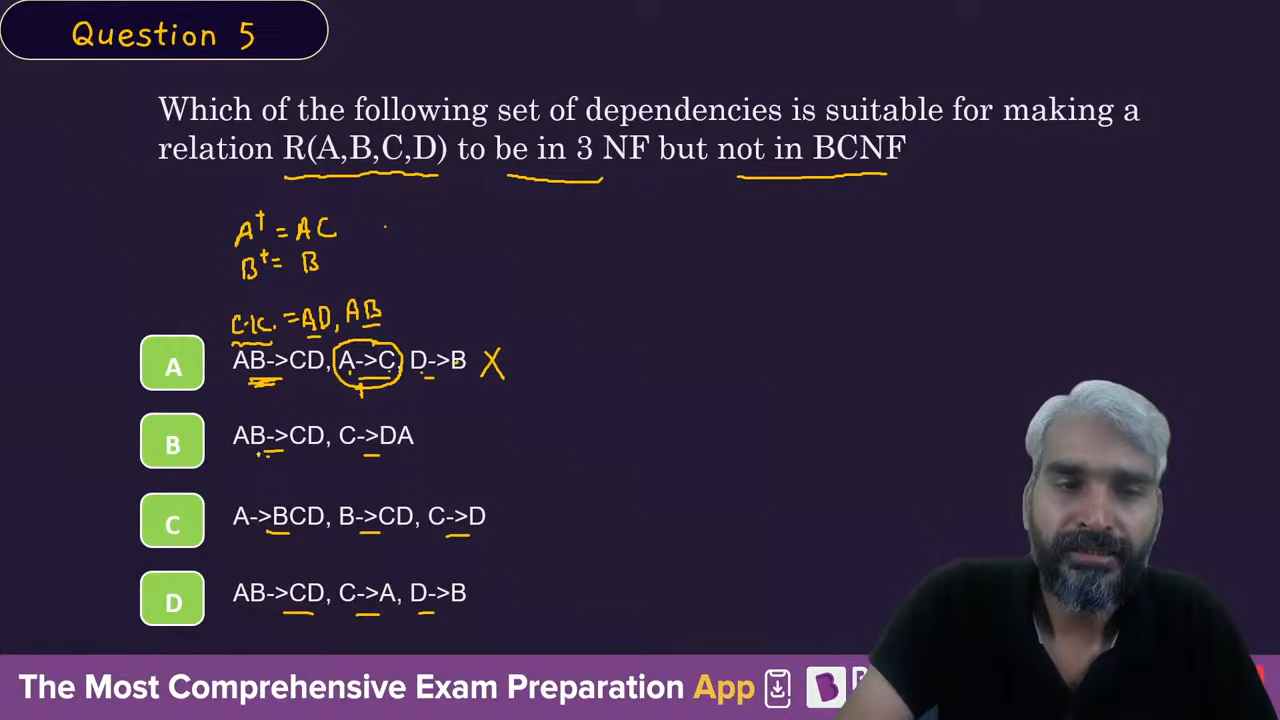 Question 5
Which of the following set of dependencies is suitable for making a
relation R(A,B,C,D) to be in 3 NF but not in BCNF
A+ = AC
B+ = B
C.K. = AD, AB
A AB->CD, A->C, D->B X
B AB->CD, C->DA
C A->BCD, B->CD, C->D
D AB->CD, C->A, D->B
The Most Comprehensive Exam Preparation App